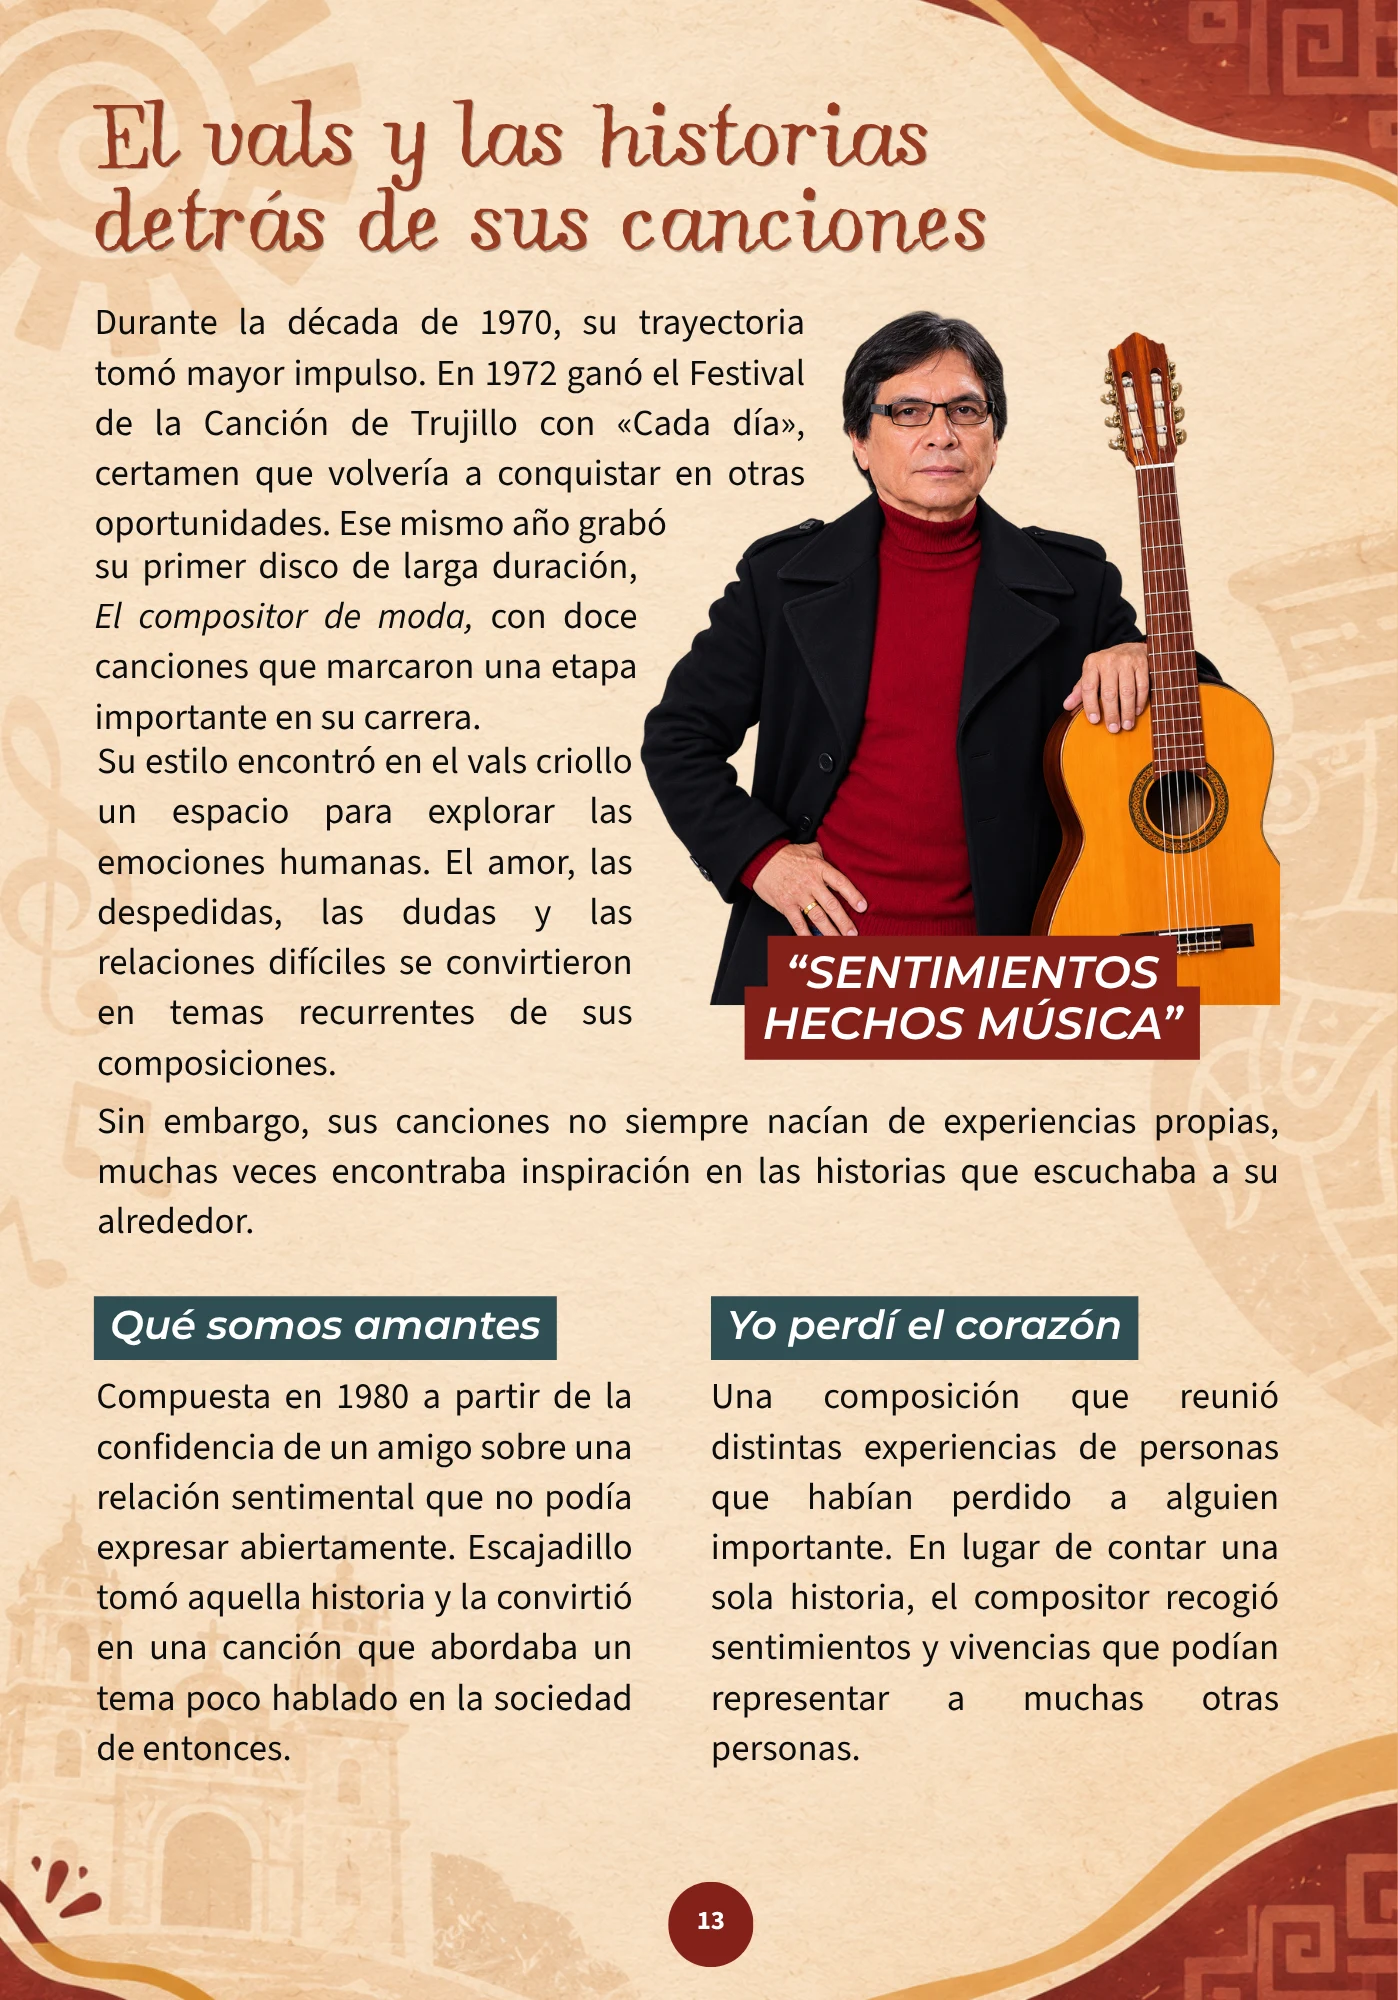 El vals y las historias
detrás de sus canciones
Durante la década de 1970, su trayectoria
tomó mayor impulso. En 1972 ganó el Festival
de la Canción de Trujillo con «Cada día»,
certamen que volvería a conquistar en otras
oportunidades. Ese mismo año grabó
su primer disco de larga duración,
El compositor de moda, con doce
canciones que marcaron una etapa
importante en su carrera.
Su estilo encontró en el vals criollo
un espacio para explorar las
emociones humanas. El amor, las
despedidas, las dudas y las
relaciones difíciles se convirtieron
en temas recurrentes de sus
composiciones.
“SENTIMIENTOS
HECHOS MÚSICA”
Sin embargo, sus canciones no siempre nacían de experiencias propias,
muchas veces encontraba inspiración en las historias que escuchaba a su
alrededor.
Qué somos amantes
Compuesta en 1980 a partir de la
confidencia de un amigo sobre una
relación sentimental que no podía
expresar abiertamente. Escajadillo
tomó aquella historia y la convirtió
en una canción que abordaba un
tema poco hablado en la sociedad
de entonces.
Yo perdí el corazón
Una composición que reunió
distintas experiencias de personas
que habían perdido a alguien
importante. En lugar de contar una
sola historia, el compositor recogió
sentimientos y vivencias que podían
representar a muchas otras
personas.
13